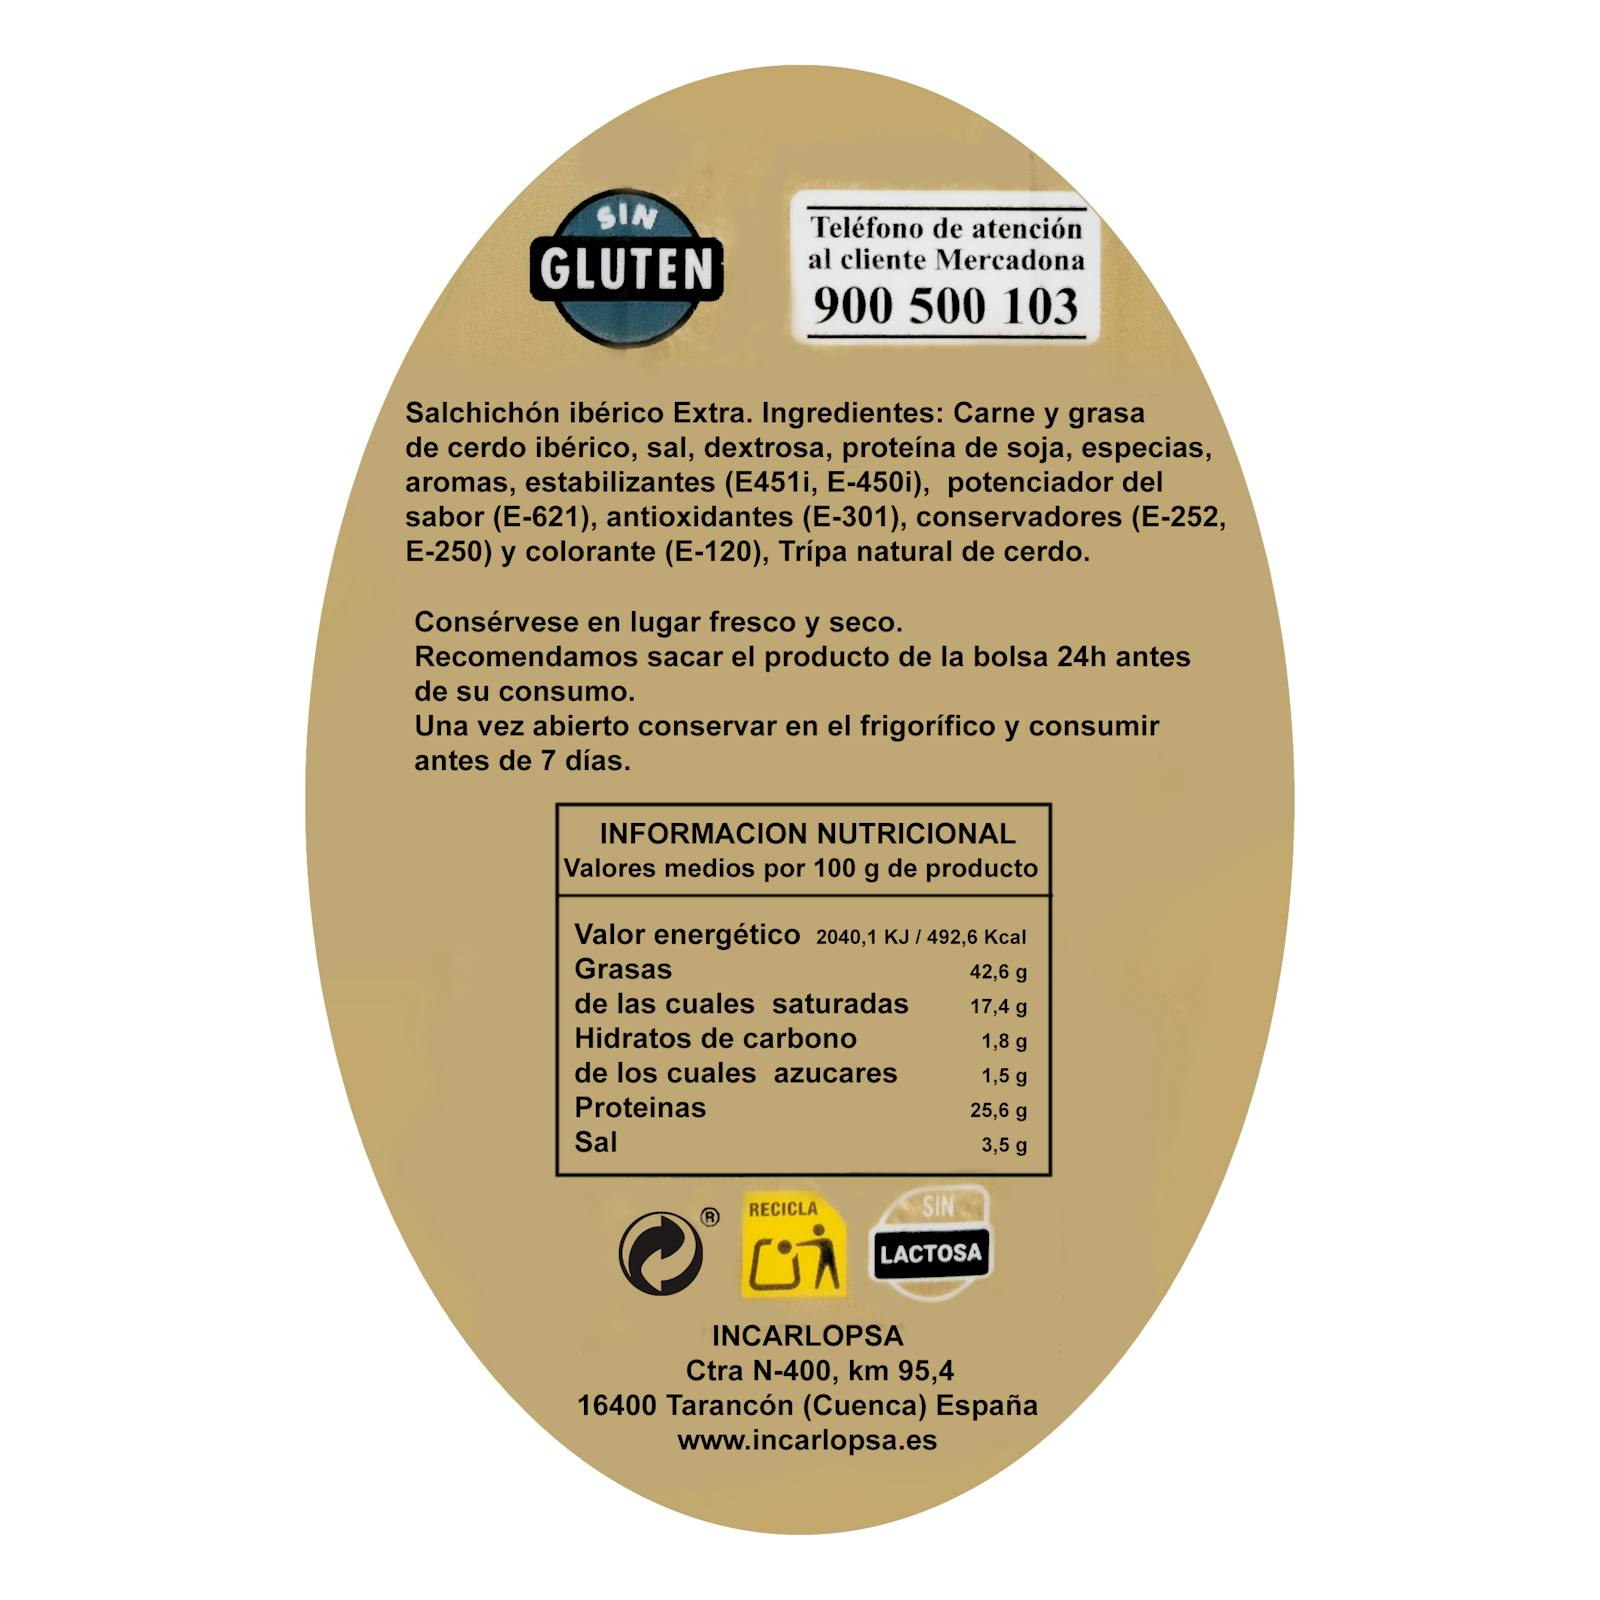 SIN
GLUTEN
Teléfono de atención
al cliente Mercadona
900 500 103
Salchichón ibérico Extra. Ingredientes: Carne y grasa
de cerdo ibérico, sal, dextrosa, proteína de soja, especias,
aromas, estabilizantes (E451i, E-450i), potenciador del
sabor (E-621), antioxidantes (E-301), conservadores (E-252,
E-250) y colorante (E-120), Trípa natural de cerdo.
Consérvese en lugar fresco y seco.
Recomendamos sacar el producto de la bolsa 24h antes
de su consumo.
Una vez abierto conservar en el frigorífico y consumir
antes de 7 días.
INFORMACION NUTRICIONAL
Valores medios por 100 g de producto
Valor energético 2040,1 KJ / 492,6 Kcal
Grasas 42,6 g
de las cuales saturadas 17,4 g
Hidratos de carbono 1,8 g
de los cuales azucares 1,5 g
Proteinas 25,6 g
Sal 3,5 g
®
RECICLA
SIN
LACTOSA
INCARLOPSA
Ctra N-400, km 95,4
16400 Tarancón (Cuenca) España
www.incarlopsa.es